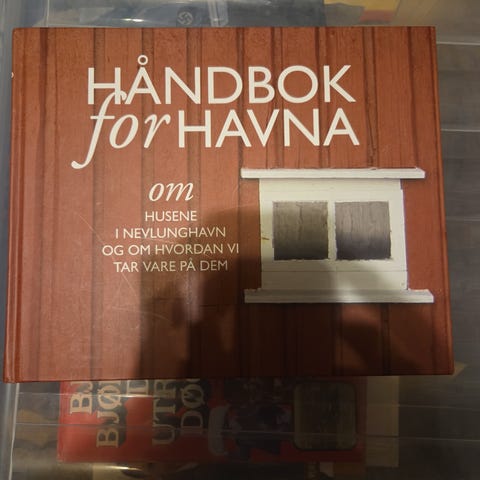 HÅNDBOK
for HAVNA
om
HUSENE
I NEVLUNGHAVN
OG OM HVORDAN VI
TAR VARE PÅ DEM